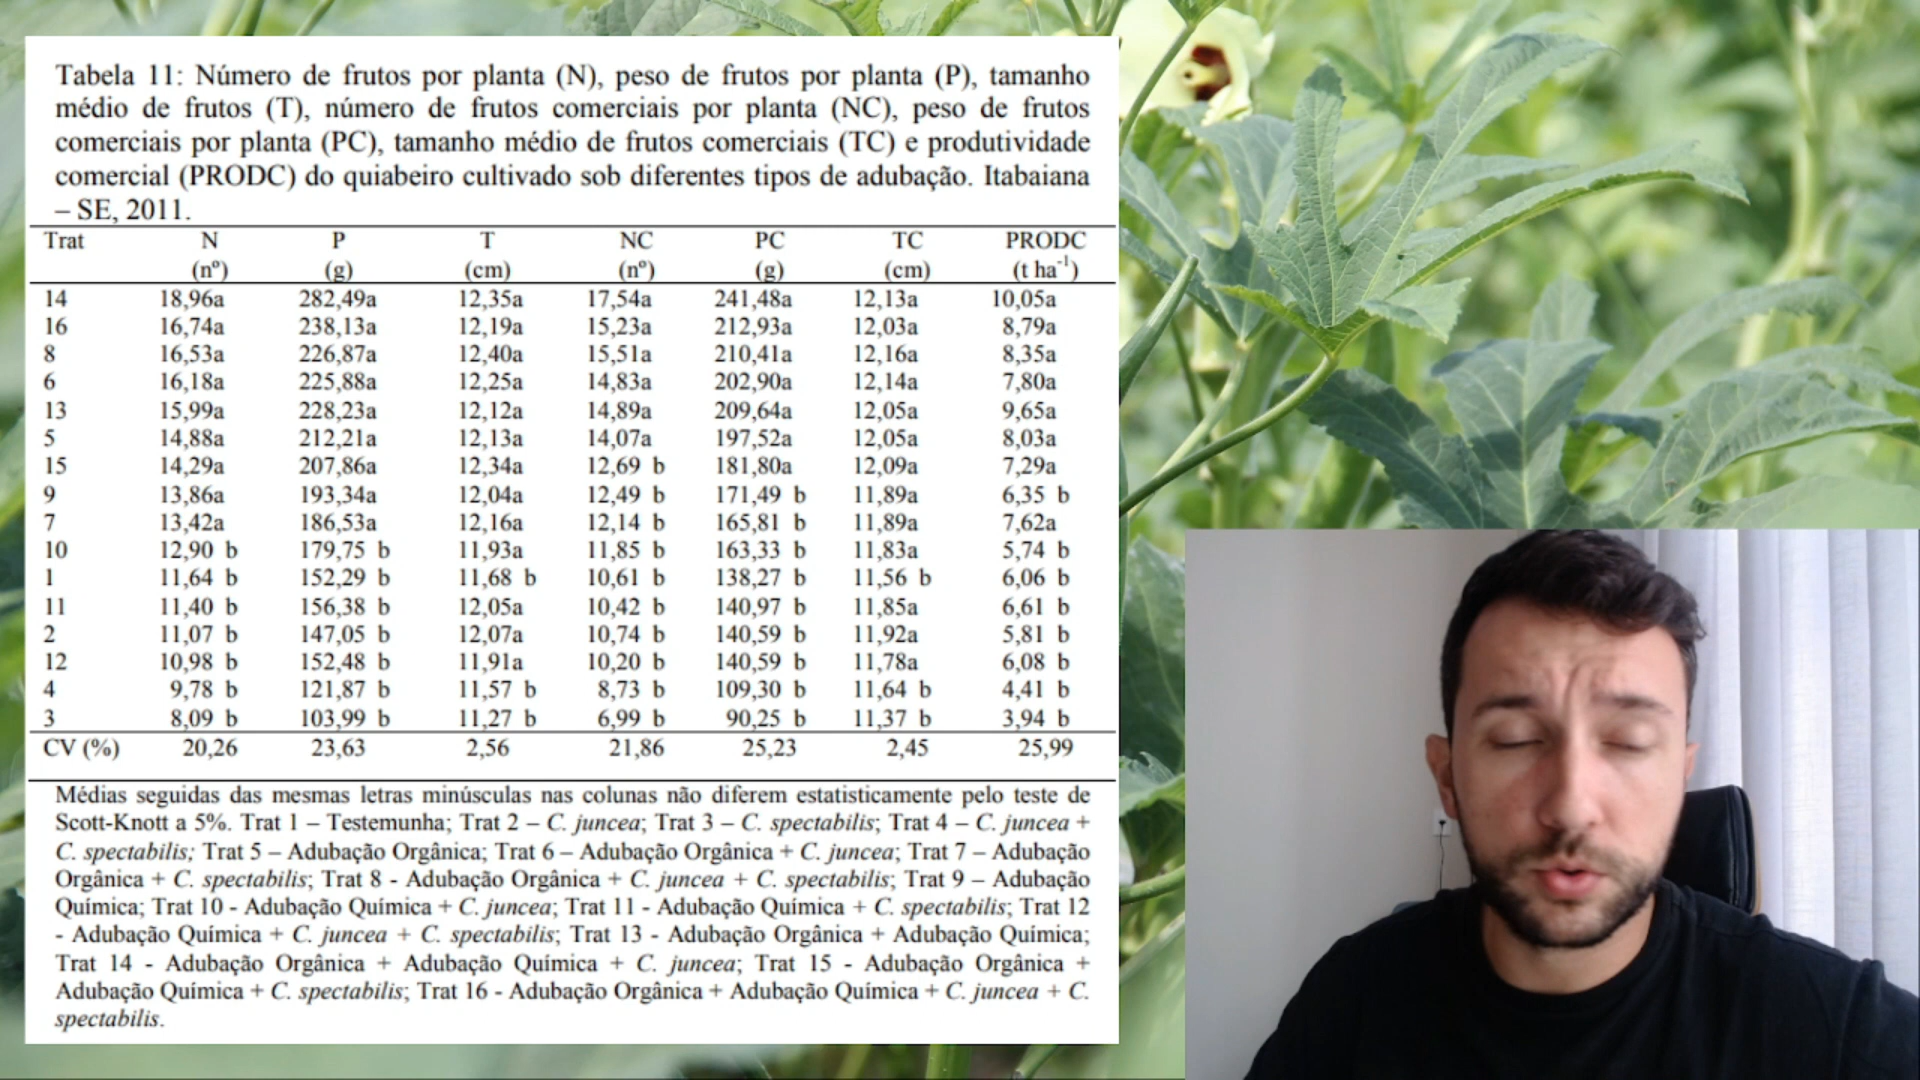 Tabela 11: Número de frutos por planta (N), peso de frutos por planta (P), tamanho
médio de frutos (T), número de frutos comerciais por planta (NC), peso de frutos
comerciais por planta (PC), tamanho médio de frutos comerciais (TC) e produtividade
comercial (PRODC) do quiabeiro cultivado sob diferentes tipos de adubação. Itabaiana
– SE, 2011.
Trat N P T NC PC TC PRODC
(nº) (g) (cm) (nº) (g) (cm) (t ha⁻¹)
14 18,96a 282,49a 12,35a 17,54a 241,48a 12,13a 10,05a
16 16,74a 238,13a 12,19a 15,23a 212,93a 12,03a 8,79a
8 16,53a 226,87a 12,40a 15,51a 210,41a 12,16a 8,35a
6 16,18a 225,88a 12,25a 14,83a 202,90a 12,14a 7,80a
13 15,99a 228,23a 12,12a 14,89a 209,64a 12,05a 9,65a
5 14,88a 212,21a 12,13a 14,07a 197,52a 12,05a 8,03a
15 14,29a 207,86a 12,34a 12,69 b 181,80a 12,09a 7,29a
9 13,86a 193,34a 12,04a 12,49 b 171,49 b 11,89a 6,35 b
7 13,42a 186,53a 12,16a 12,14 b 165,81 b 11,89a 7,62a
10 12,90 b 179,75 b 11,93a 11,85 b 163,33 b 11,83a 5,74 b
1 11,64 b 152,29 b 11,68 b 10,61 b 138,27 b 11,56 b 6,06 b
11 11,40 b 156,38 b 12,05a 10,42 b 140,97 b 11,85a 6,61 b
2 11,07 b 147,05 b 12,07a 10,74 b 140,59 b 11,92a 5,81 b
12 10,98 b 152,48 b 11,91a 10,20 b 140,59 b 11,78a 6,08 b
4 9,78 b 121,87 b 11,57 b 8,73 b 109,30 b 11,64 b 4,41 b
3 8,09 b 103,99 b 11,27 b 6,99 b 90,25 b 11,37 b 3,94 b
CV (%) 20,26 23,63 2,56 21,86 25,23 2,45 25,99
Médias seguidas das mesmas letras minúsculas nas colunas não diferem estatisticamente pelo teste de
Scott-Knott a 5%. Trat 1 – Testemunha; Trat 2 – C. juncea; Trat 3 – C. spectabilis; Trat 4 – C. juncea +
C. spectabilis; Trat 5 – Adubação Orgânica; Trat 6 – Adubação Orgânica + C. juncea; Trat 7 – Adubação
Orgânica + C. spectabilis; Trat 8 - Adubação Orgânica + C. juncea + C. spectabilis; Trat 9 – Adubação
Química; Trat 10 - Adubação Química + C. juncea; Trat 11 - Adubação Química + C. spectabilis; Trat 12
- Adubação Química + C. juncea + C. spectabilis; Trat 13 - Adubação Orgânica + Adubação Química;
Trat 14 - Adubação Orgânica + Adubação Química + C. juncea; Trat 15 - Adubação Orgânica +
Adubação Química + C. spectabilis; Trat 16 - Adubação Orgânica + Adubação Química + C. juncea + C.
spectabilis.